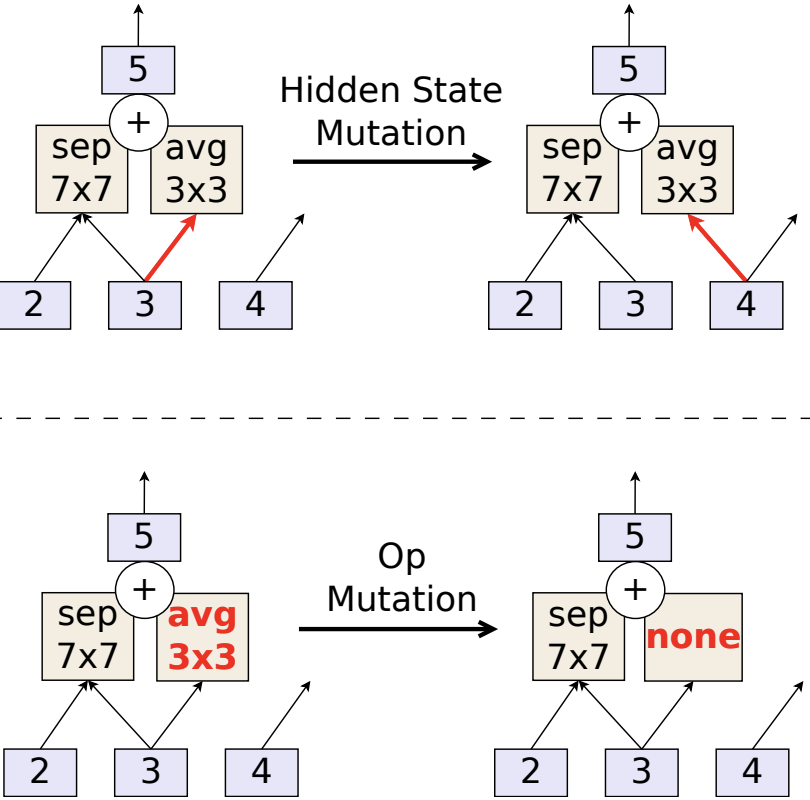 5
5
Hidden State
Mutation
+
+
sep
7x7
avg
3x3
sep
7x7
avg
3x3
2
3
4
2
3
4
5
5
Op
Mutation
+
+
sep
7x7
avg
3x3
sep
7x7
none
2
3
4
2
3
4